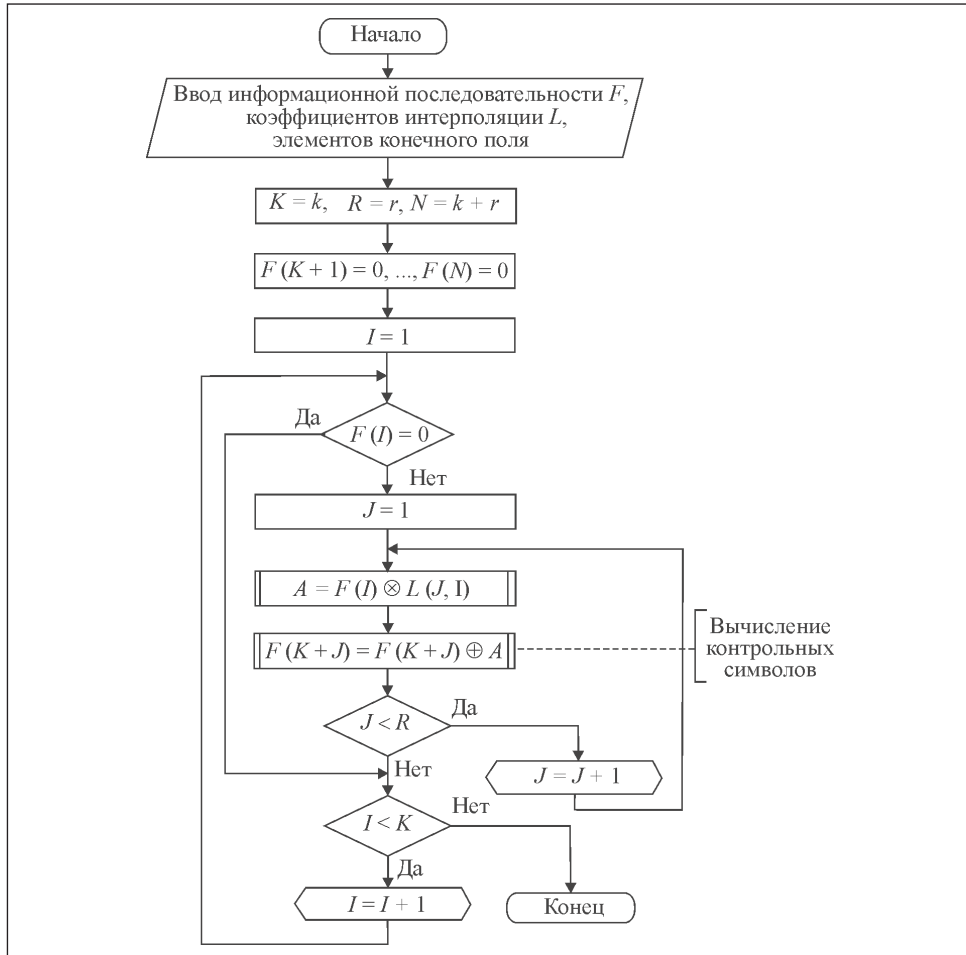 Начало
Ввод информационной последовательности F,
коэффициентов интерполяции L,
элементов конечного поля
K = k, R = r, N = k + r
F (K + 1) = 0, ..., F (N) = 0
I = 1
Да
F (I) = 0
Нет
J = 1
A = F (I) ⊗ L (J, I)
F (K + J) = F (K + J) ⊕ A
Вычисление
контрольных
символов
J < R
Да
Нет
J = J + 1
I < K
Нет
Да
I = I + 1
Конец